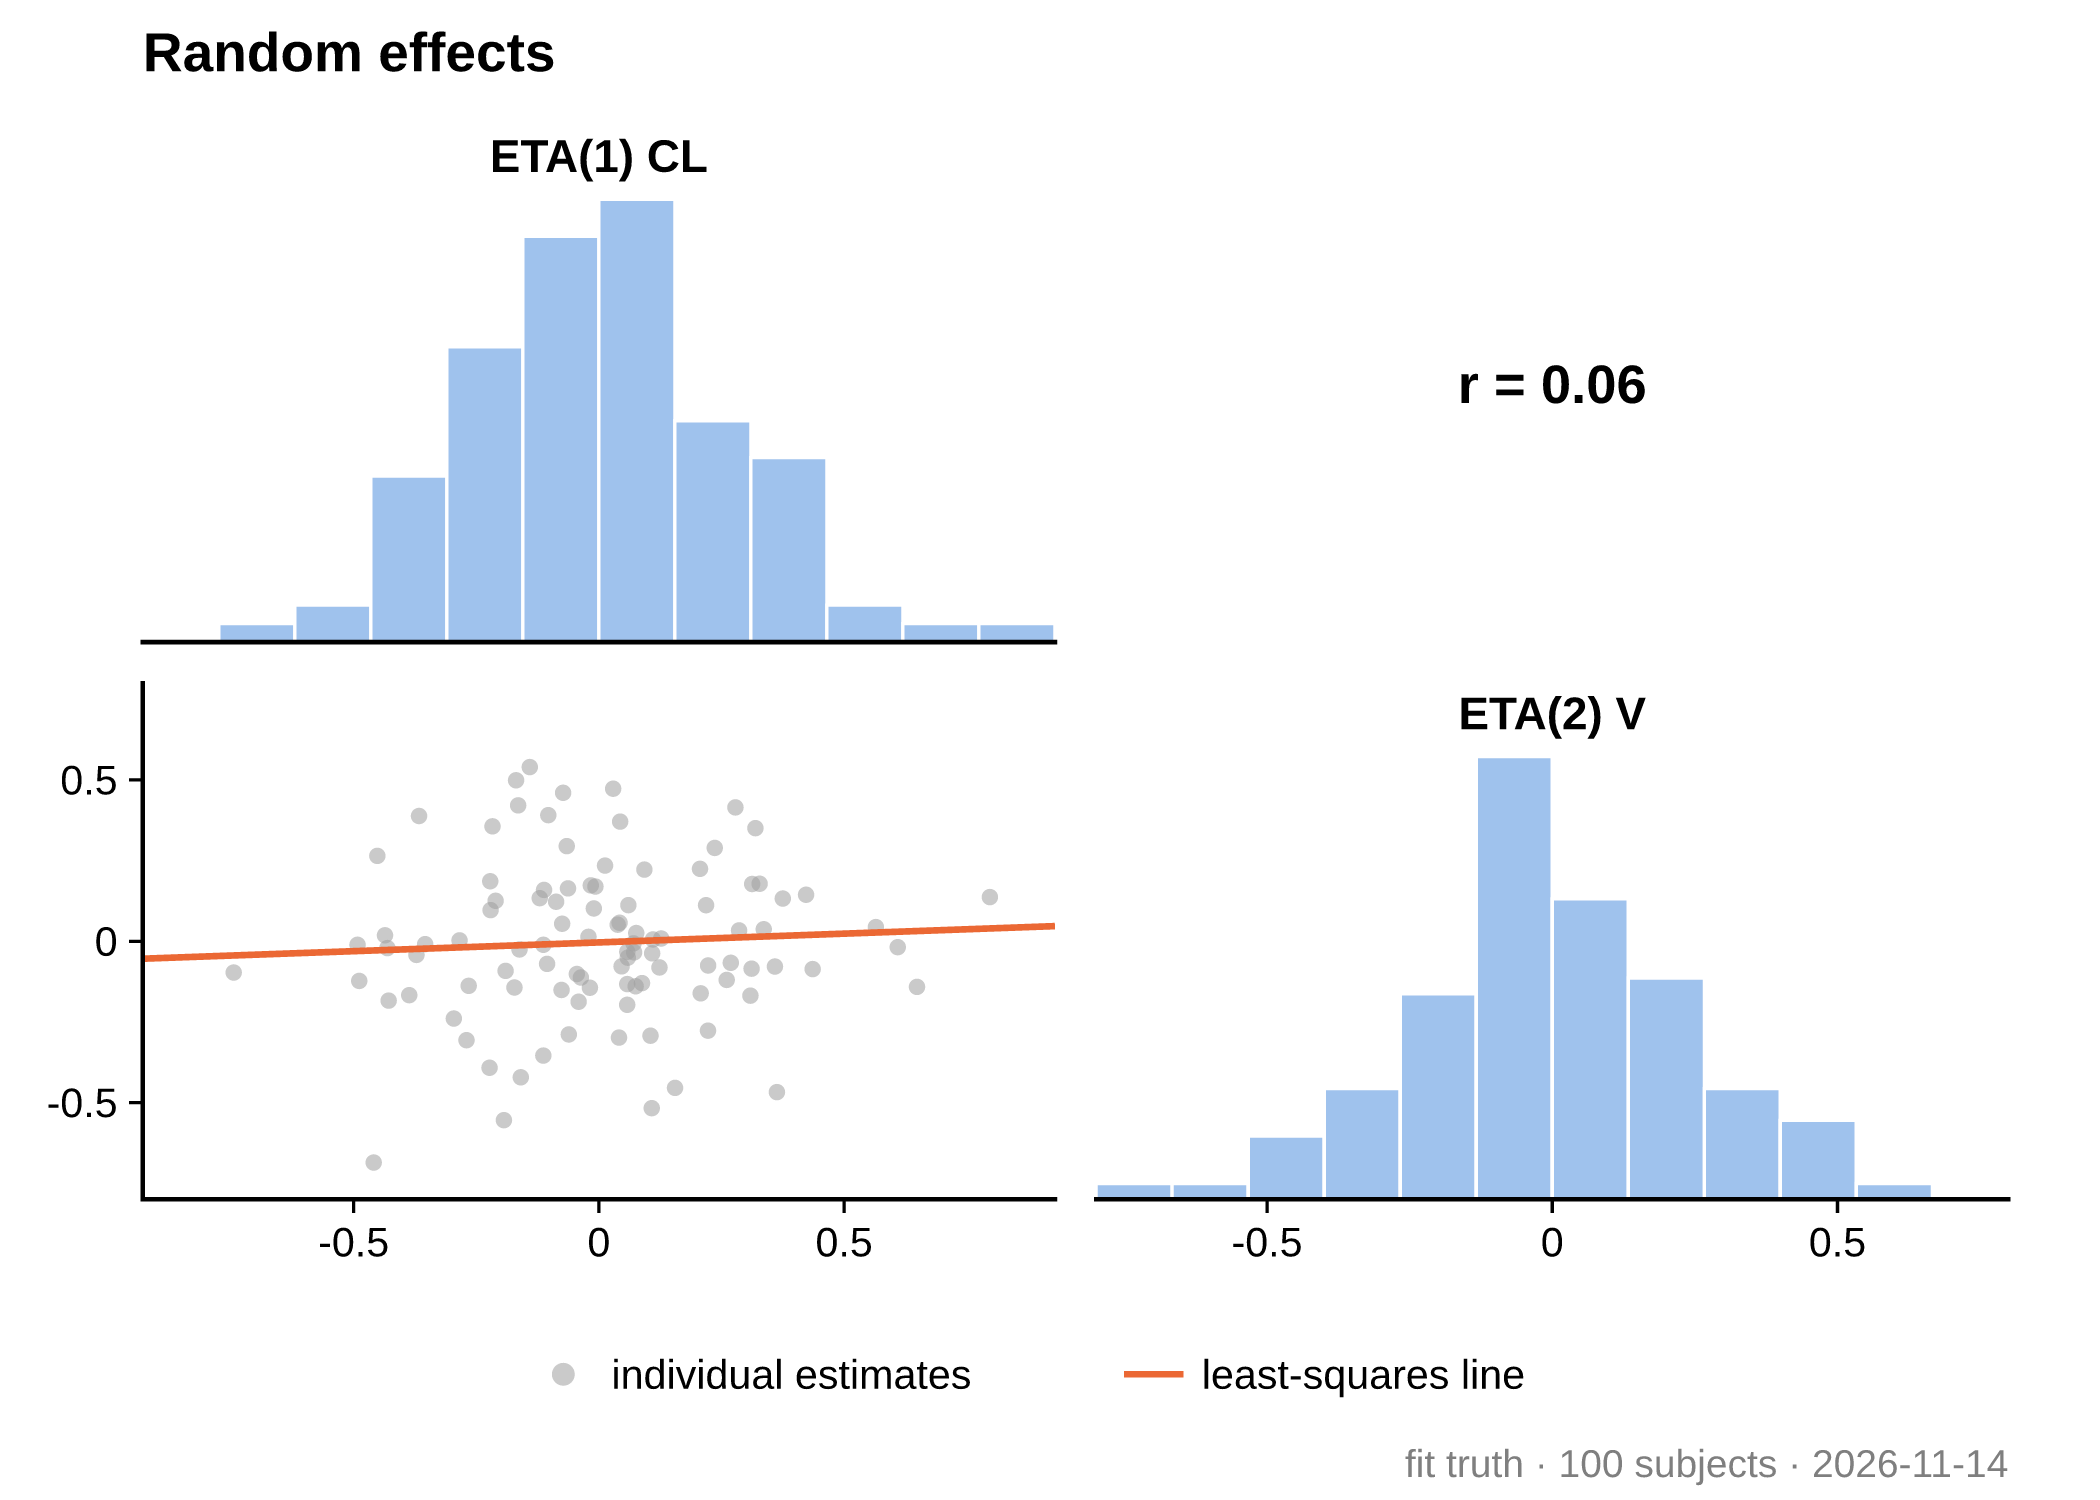 Random effects
ETA(1) CL
r = 0.06
ETA(2) V
0.5
0
-0.5
-0.5 0 0.5
-0.5 0 0.5
individual estimates
least-squares line
fit truth · 100 subjects · 2026-11-14